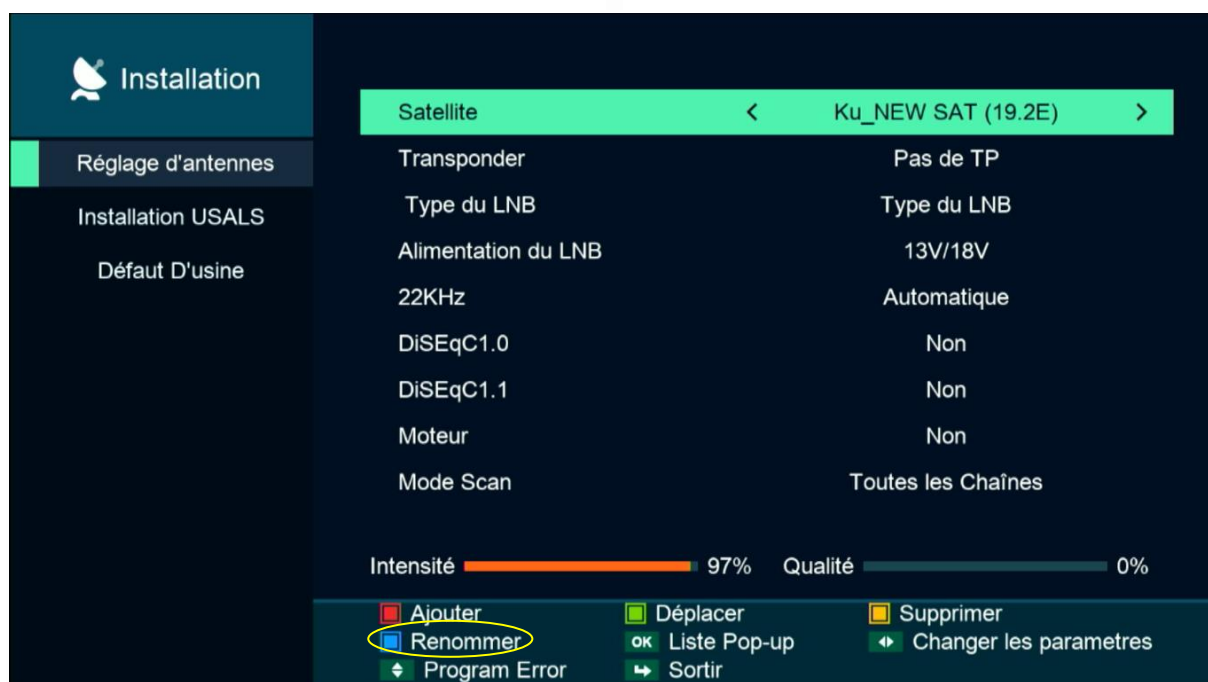 Installation
Réglage d'antennes
Installation USALS
Défaut D'usine
Satellite < Ku_NEW SAT (19.2E) >
Transponder Pas de TP
Type du LNB Type du LNB
Alimentation du LNB 13V/18V
22KHz Automatique
DiSEqC1.0 Non
DiSEqC1.1 Non
Moteur Non
Mode Scan Toutes les Chaînes
Intensité 97% Qualité 0%
Ajouter Déplacer Supprimer
Renommer OK Liste Pop-up Changer les parametres
Program Error Sortir